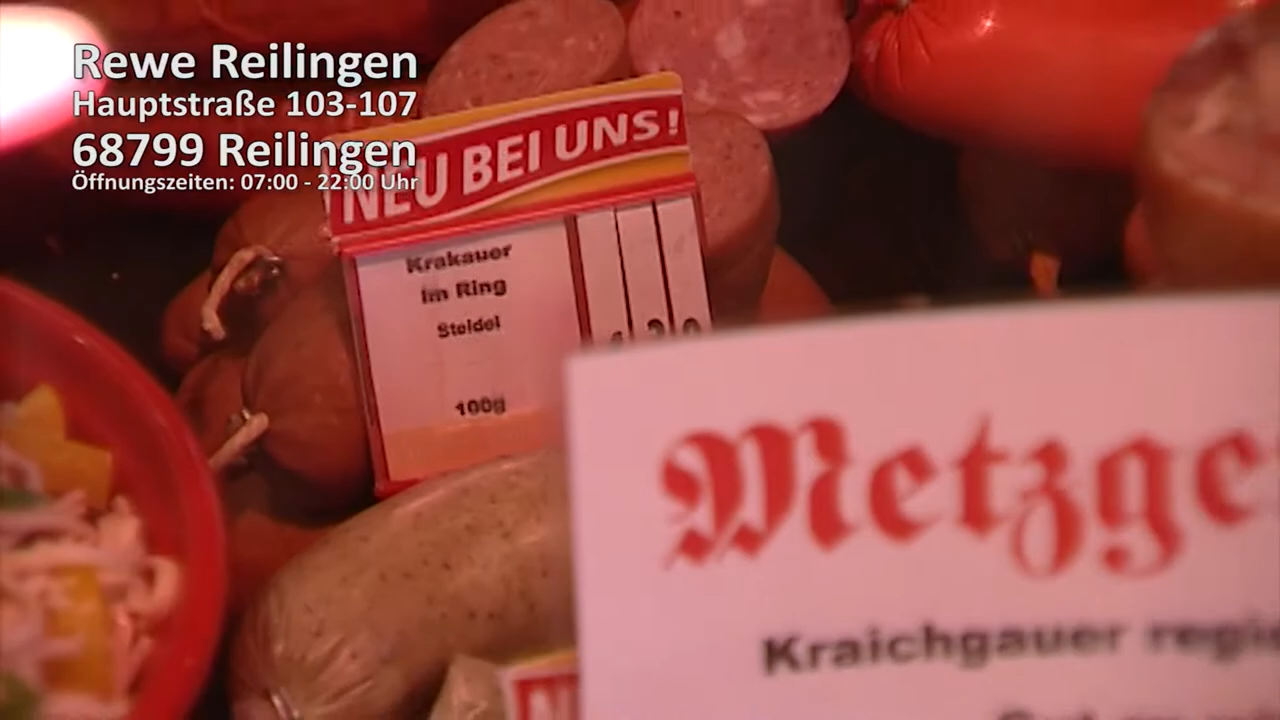 Rewe Reilingen
Hauptstraße 103-107
68799 Reilingen
Öffnungszeiten: 07:00 - 22:00 Uhr
NEU BEI UNS!
Krakauer
im Ring
Steidel
100g
Metzge
Kraichgauer regi